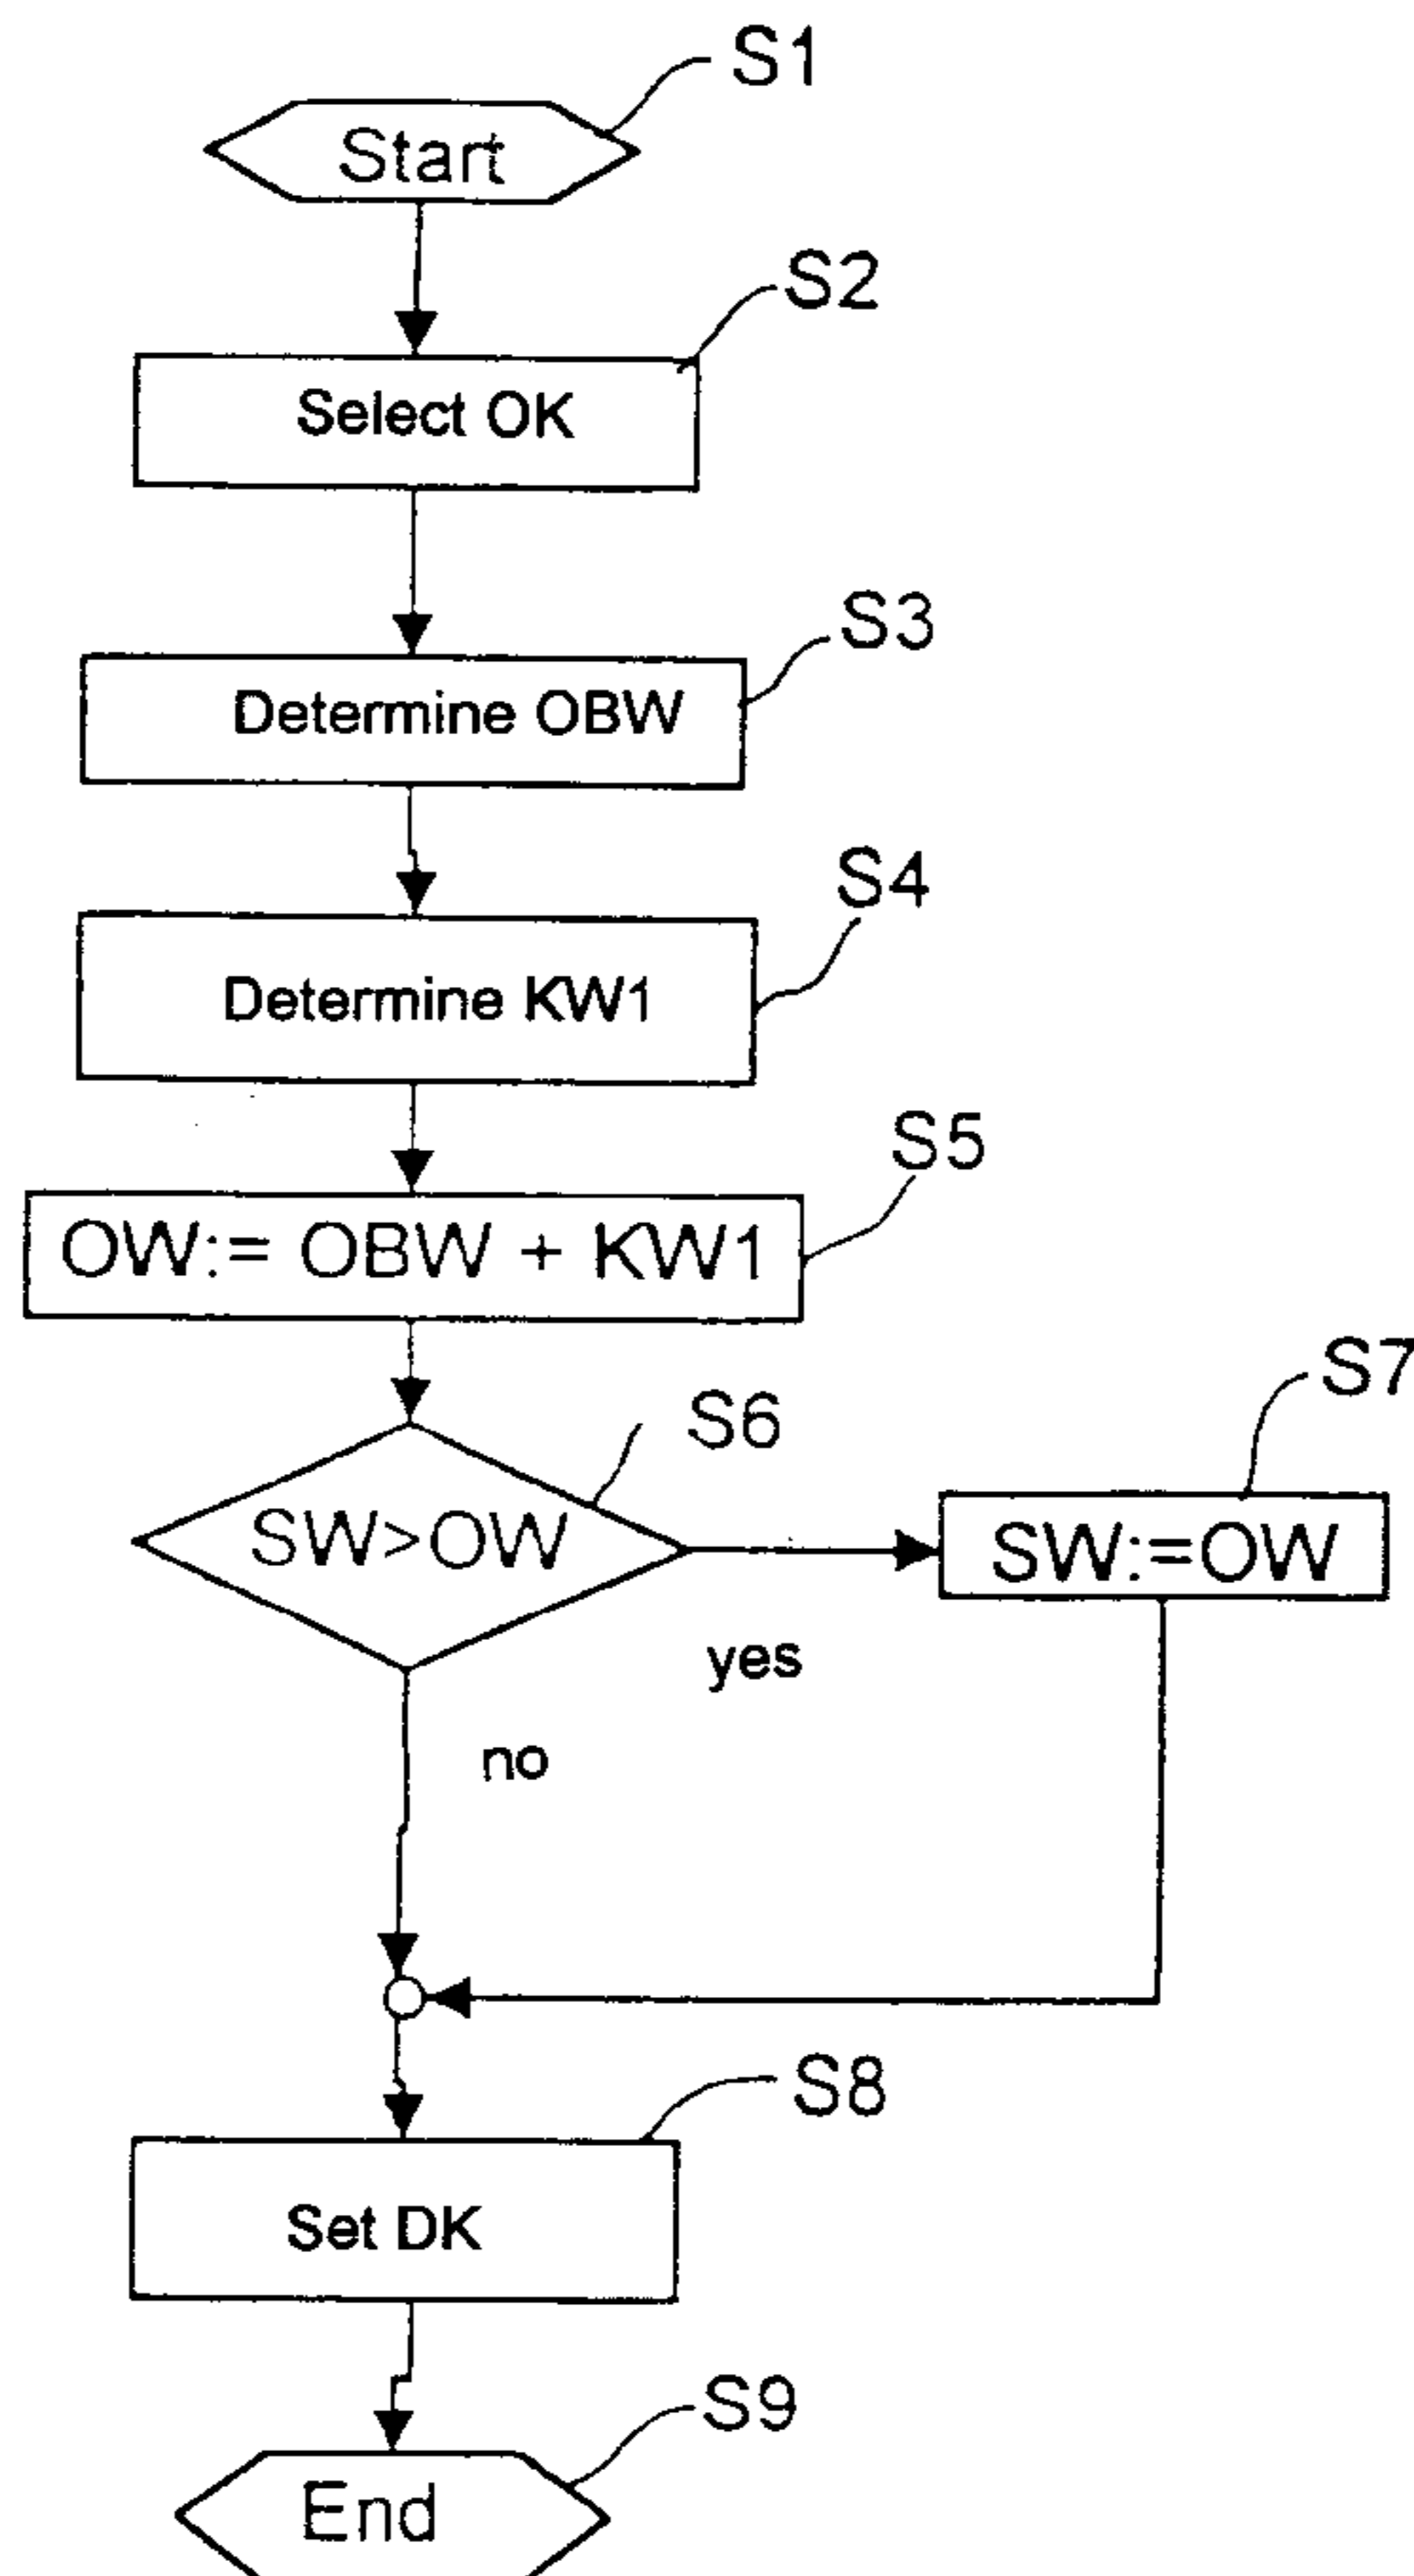 S1
Start
S2
Select OK
S3
Determine OBW
S4
Determine KW1
S5
OW:= OBW + KW1
S6
S7
SW>OW
SW:=OW
yes
no
S8
Set DK
S9
End